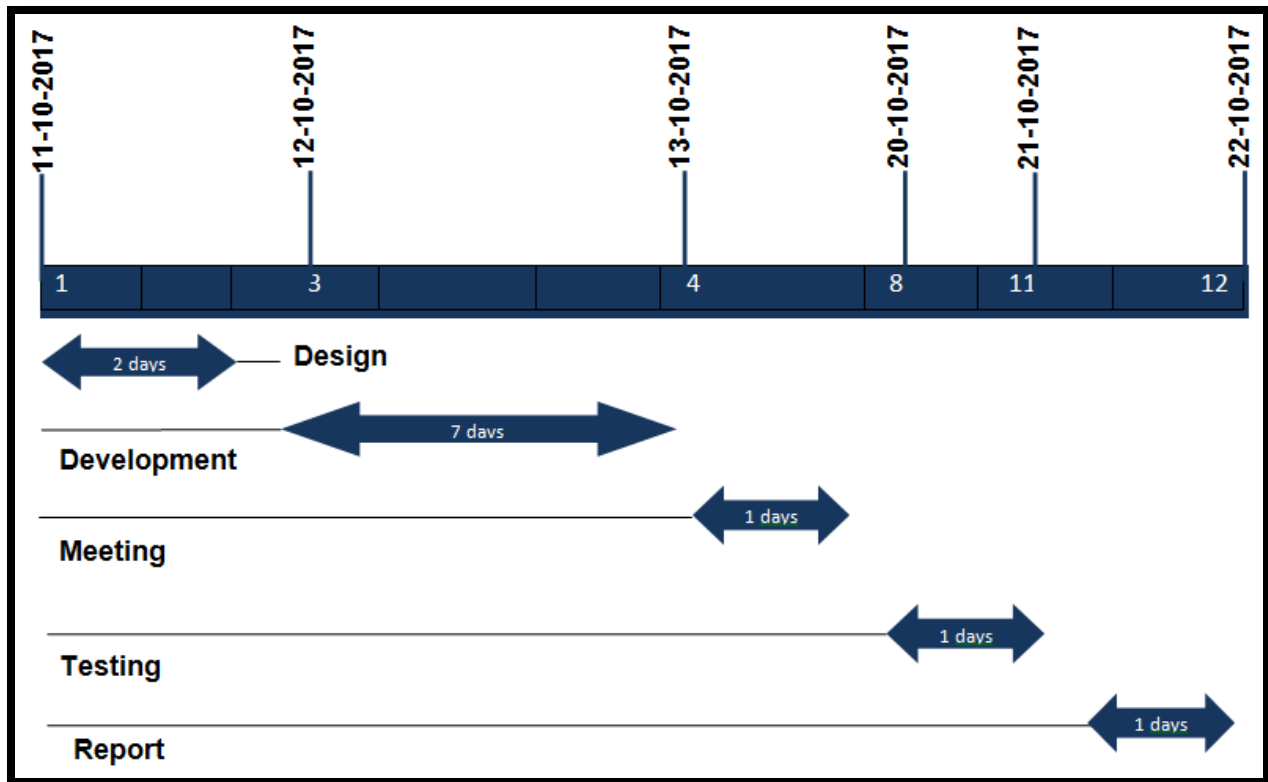 11-10-2017
12-10-2017
13-10-2017
20-10-2017
21-10-2017
22-10-2017
1 3 4 8 11 12
2 days
Design
7 days
Development
1 days
Meeting
1 days
Testing
1 days
Report